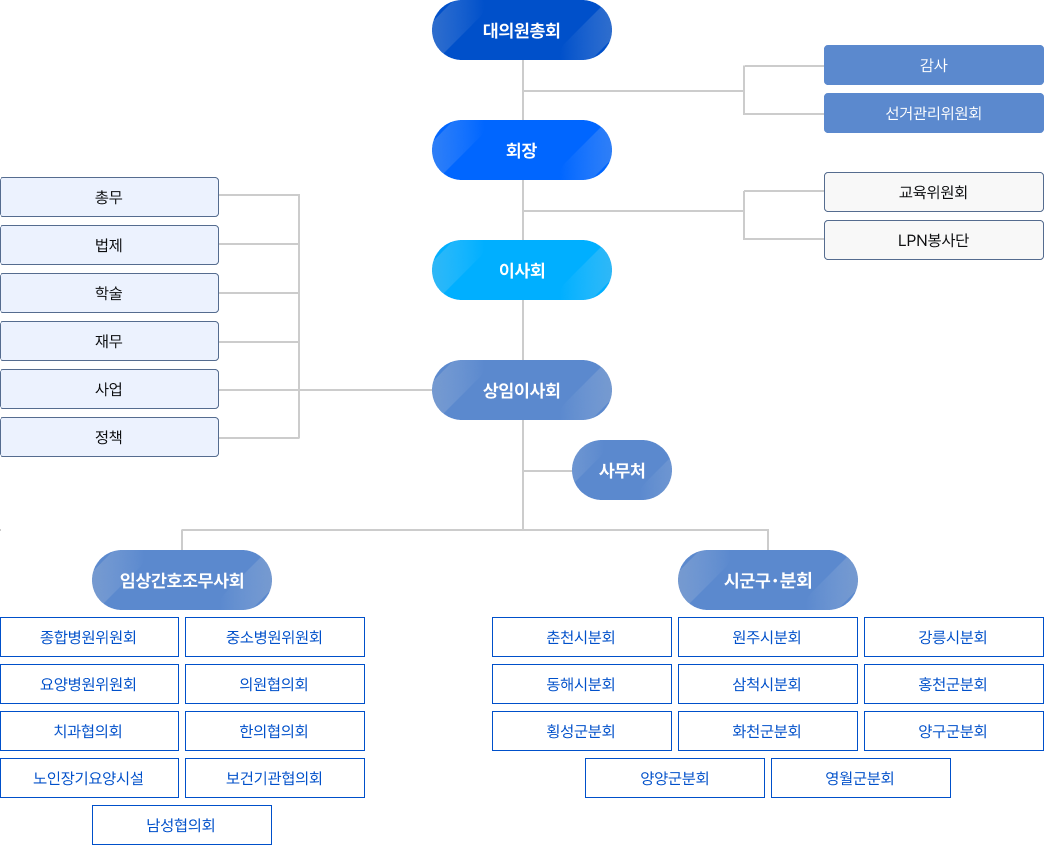 대의원총회
감사
선거관리위원회
회장
교육위원회
LPN봉사단
총무
법제
학술
재무
사업
정책
이사회
상임이사회
사무처
임상간호조무사회
종합병원위원회
중소병원위원회
요양병원위원회
의원협의회
치과협의회
한의협의회
노인장기요양시설
보건기관협의회
남성협의회
시군구·분회
춘천시분회
원주시분회
강릉시분회
동해시분회
삼척시분회
홍천군분회
횡성군분회
화천군분회
양구군분회
양양군분회
영월군분회